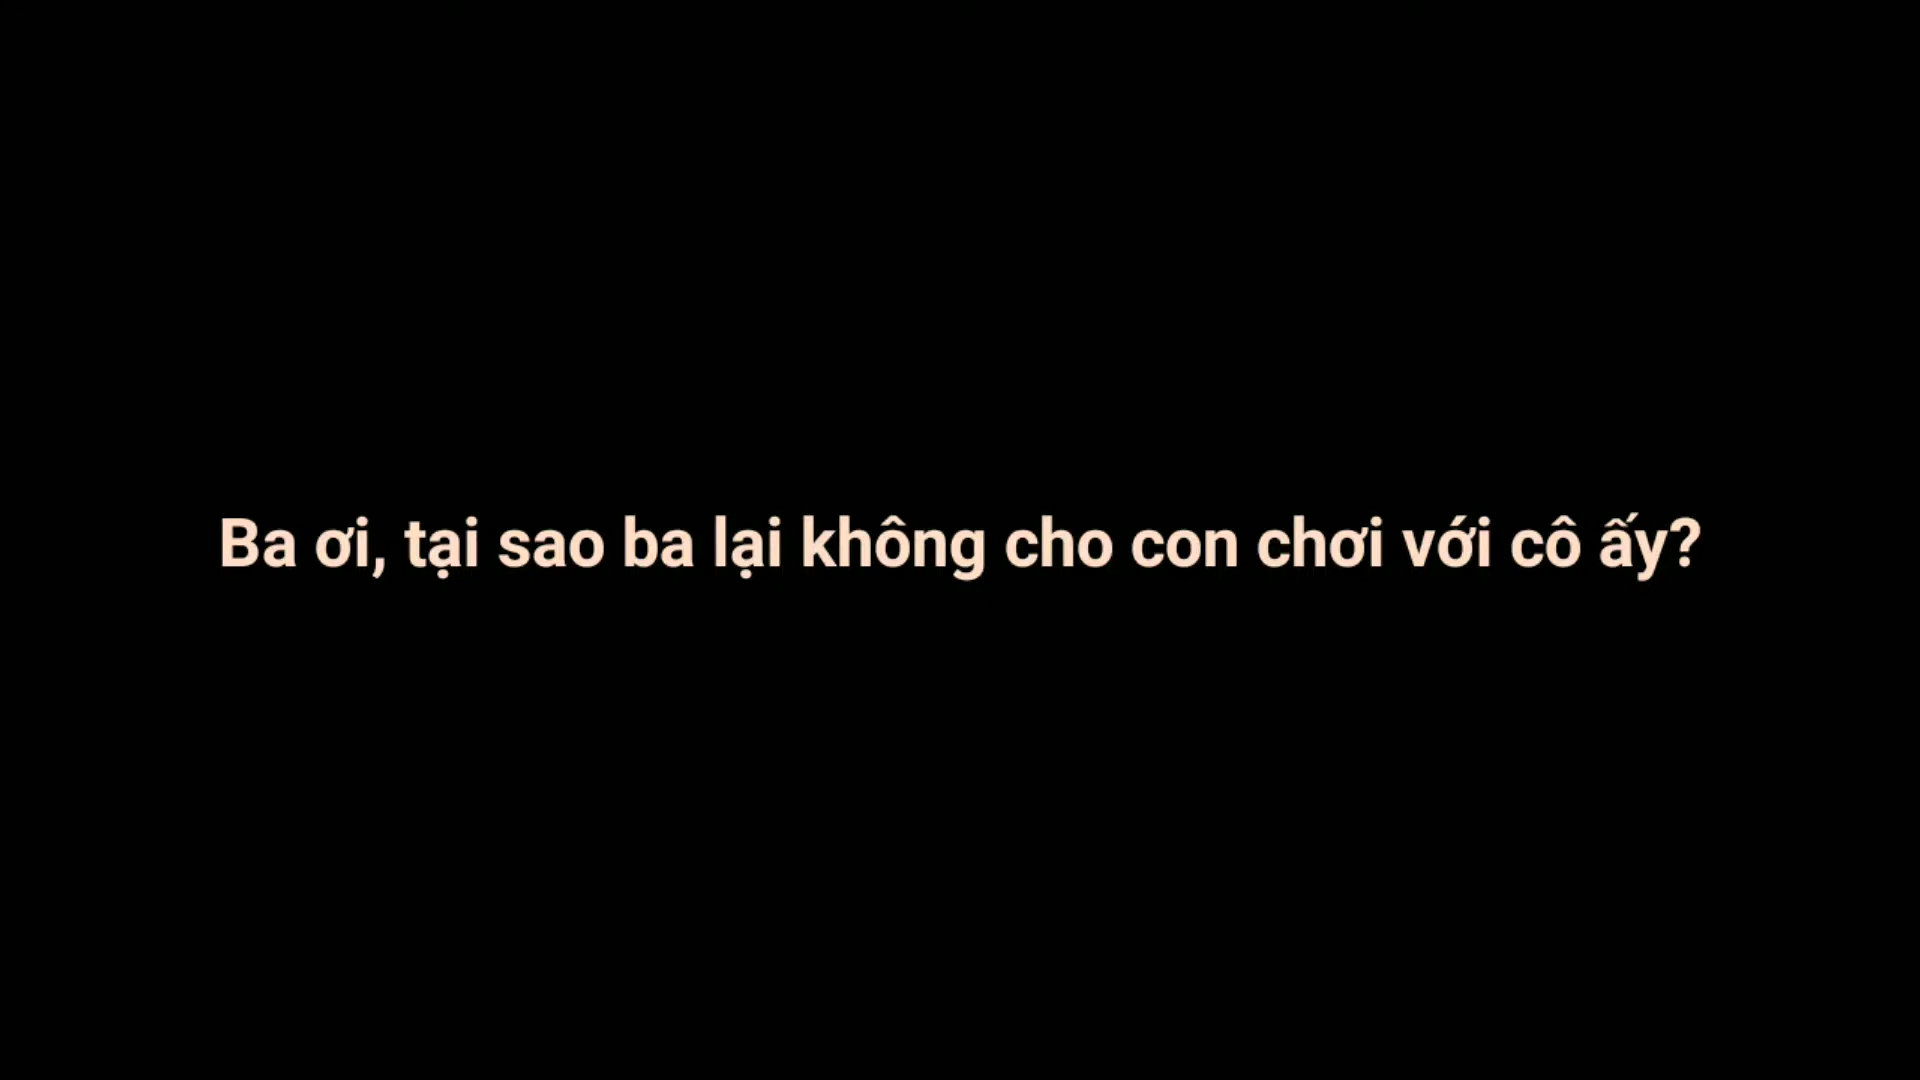 Ba ơi, tại sao ba lại không cho con chơi với cô ấy?